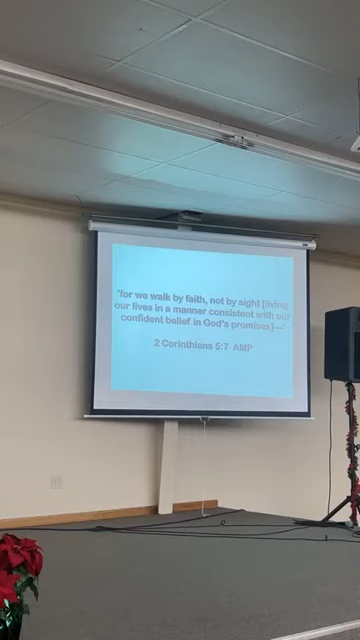 "for we walk by faith, not by sight [living
our lives in a manner consistent with our
confident belief in God's promises]—"
2 Corinthians 5:7 AMP